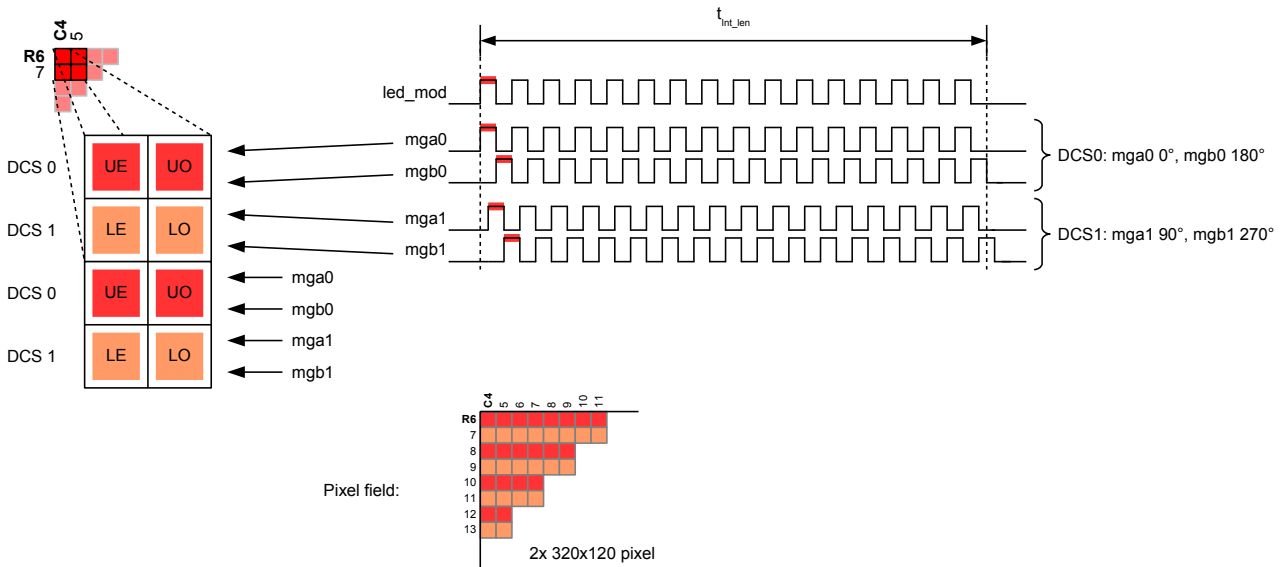 C4
5
R6
7
t Int_len
led_mod
mga0
mgb0
DCS0: mga0 0°, mgb0 180°
mga1
mgb1
DCS1: mga1 90°, mgb1 270°
DCS 0
UE UO
DCS 1
LE LO
DCS 0
UE UO
mga0
mgb0
DCS 1
LE LO
mga1
mgb1
C4 5 6 7 8 9 10 11
R6
7
8
9
10
11
12
13
Pixel field:
2x 320x120 pixel